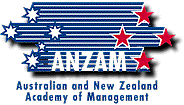 ANZAM
Australian and New Zealand
Academy of Management